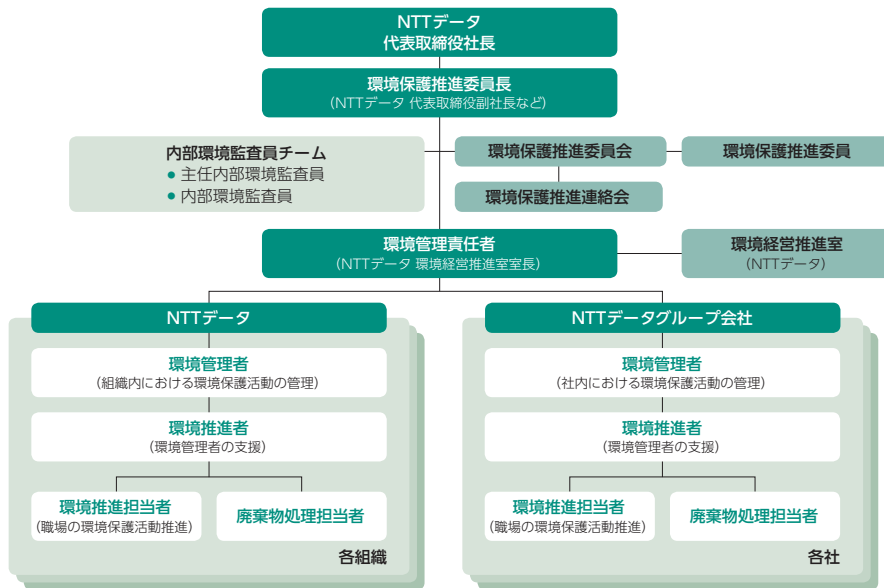 NTTデータ
代表取締役社長
環境保護推進委員長
(NTTデータ 代表取締役副社長など)
内部環境監査員チーム
● 主任内部環境監査員
● 内部環境監査員
環境保護推進委員会
環境保護推進委員
環境保護推進連絡会
環境管理責任者
(NTTデータ 環境経営推進室室長)
環境経営推進室
(NTTデータ)
NTTデータ
環境管理者
(組織内における環境保護活動の管理)
環境推進者
(環境管理者の支援)
環境推進担当者
(職場の環境保護活動推進)
廃棄物処理担当者
各組織
NTTデータグループ会社
環境管理者
(社内における環境保護活動の管理)
環境推進者
(環境管理者の支援)
環境推進担当者
(職場の環境保護活動推進)
廃棄物処理担当者
各社